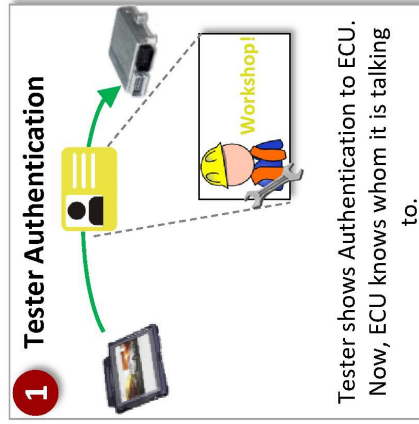 1
Tester Authentication
Workshop!
Tester shows Authentication to ECU.
Now, ECU knows whom it is talking
to.